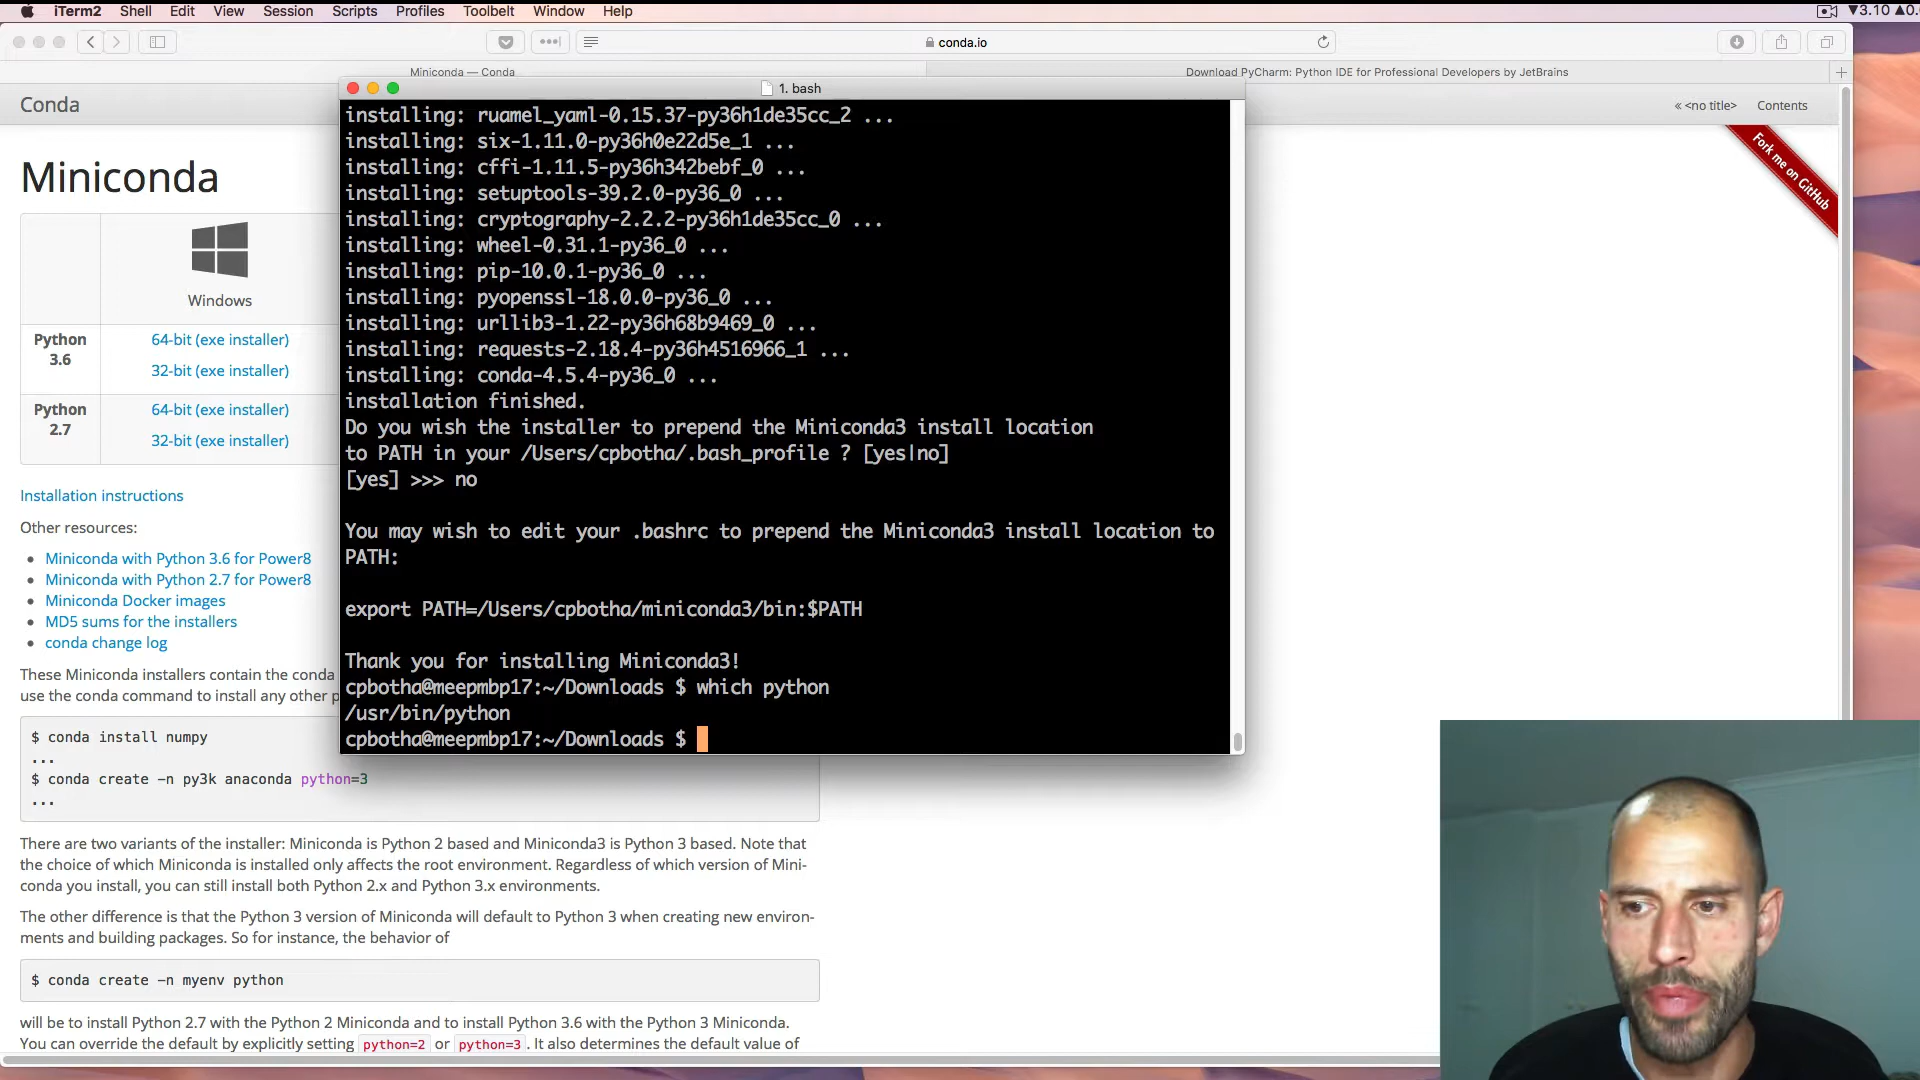 iTerm2 Shell Edit View Session Scripts Profiles Toolbelt Window Help
▼3.10 ▲0.
conda.io
Miniconda — Conda
Download PyCharm: Python IDE for Professional Developers by JetBrains
Conda
« <no title>
Contents
Fork me on GitHub
Miniconda
Windows
Python 3.6
64-bit (exe installer)
32-bit (exe installer)
Python 2.7
64-bit (exe installer)
32-bit (exe installer)
Installation instructions
Other resources:
• Miniconda with Python 3.6 for Power8
• Miniconda with Python 2.7 for Power8
• Miniconda Docker images
• MD5 sums for the installers
• conda change log
These Miniconda installers contain the conda
use the conda command to install any other p
$ conda install numpy
...
$ conda create -n py3k anaconda python=3
...
There are two variants of the installer: Miniconda is Python 2 based and Miniconda3 is Python 3 based. Note that
the choice of which Miniconda is installed only affects the root environment. Regardless of which version of Mini-
conda you install, you can still install both Python 2.x and Python 3.x environments.
The other difference is that the Python 3 version of Miniconda will default to Python 3 when creating new environ-
ments and building packages. So for instance, the behavior of
$ conda create -n myenv python
will be to install Python 2.7 with the Python 2 Miniconda and to install Python 3.6 with the Python 3 Miniconda.
You can override the default by explicitly setting python=2 or python=3 . It also determines the default value of
1. bash
installing: ruamel_yaml-0.15.37-py36h1de35cc_2 ...
installing: six-1.11.0-py36h0e22d5e_1 ...
installing: cffi-1.11.5-py36h342bebf_0 ...
installing: setuptools-39.2.0-py36_0 ...
installing: cryptography-2.2.2-py36h1de35cc_0 ...
installing: wheel-0.31.1-py36_0 ...
installing: pip-10.0.1-py36_0 ...
installing: pyopenssl-18.0.0-py36_0 ...
installing: urllib3-1.22-py36h68b9469_0 ...
installing: requests-2.18.4-py36h4516966_1 ...
installing: conda-4.5.4-py36_0 ...
installation finished.
Do you wish the installer to prepend the Miniconda3 install location
to PATH in your /Users/cpbotha/.bash_profile ? [yes|no]
[yes] >>> no
You may wish to edit your .bashrc to prepend the Miniconda3 install location to
PATH:
export PATH=/Users/cpbotha/miniconda3/bin:$PATH
Thank you for installing Miniconda3!
cpbotha@meepmbp17:~/Downloads $ which python
/usr/bin/python
cpbotha@meepmbp17:~/Downloads $